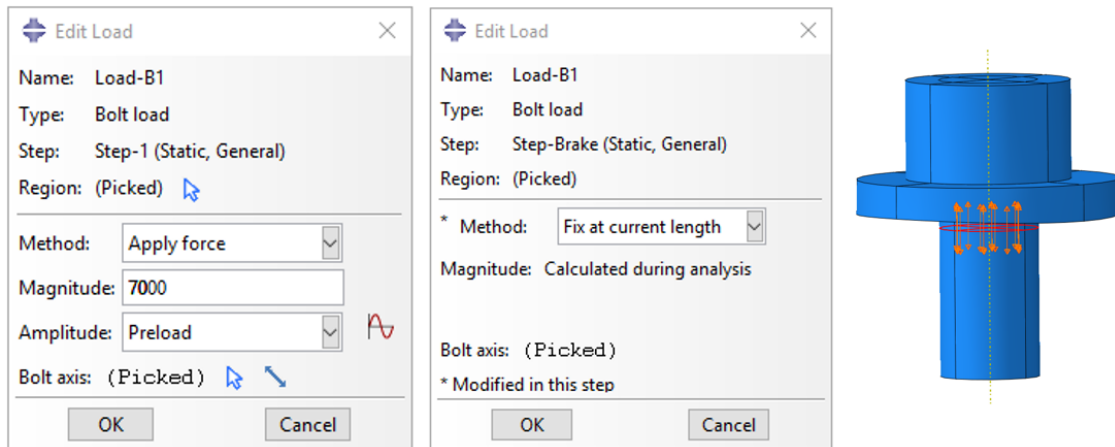 Edit Load
Name: Load-B1
Type: Bolt load
Step: Step-1 (Static, General)
Region: (Picked)
Method: Apply force
Magnitude: 7000
Amplitude: Preload
Bolt axis: (Picked)
OK Cancel
Edit Load
Name: Load-B1
Type: Bolt load
Step: Step-Brake (Static, General)
Region: (Picked)
* Method: Fix at current length
Magnitude: Calculated during analysis
Bolt axis: (Picked)
* Modified in this step
OK Cancel